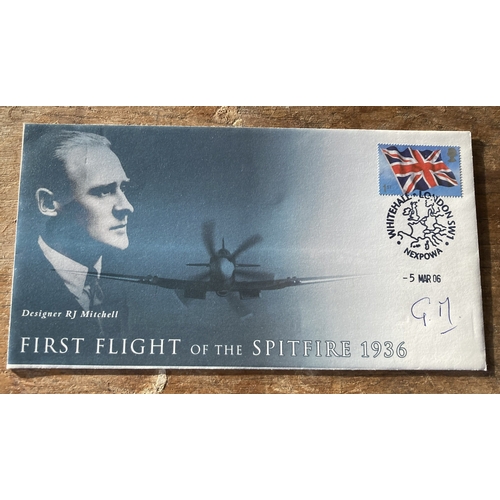 WHITEHALL · LONDON SW1
NEXPOWA
- 5 MAR 06
G. M.
Designer RJ Mitchell
FIRST FLIGHT OF THE SPITFIRE 1936